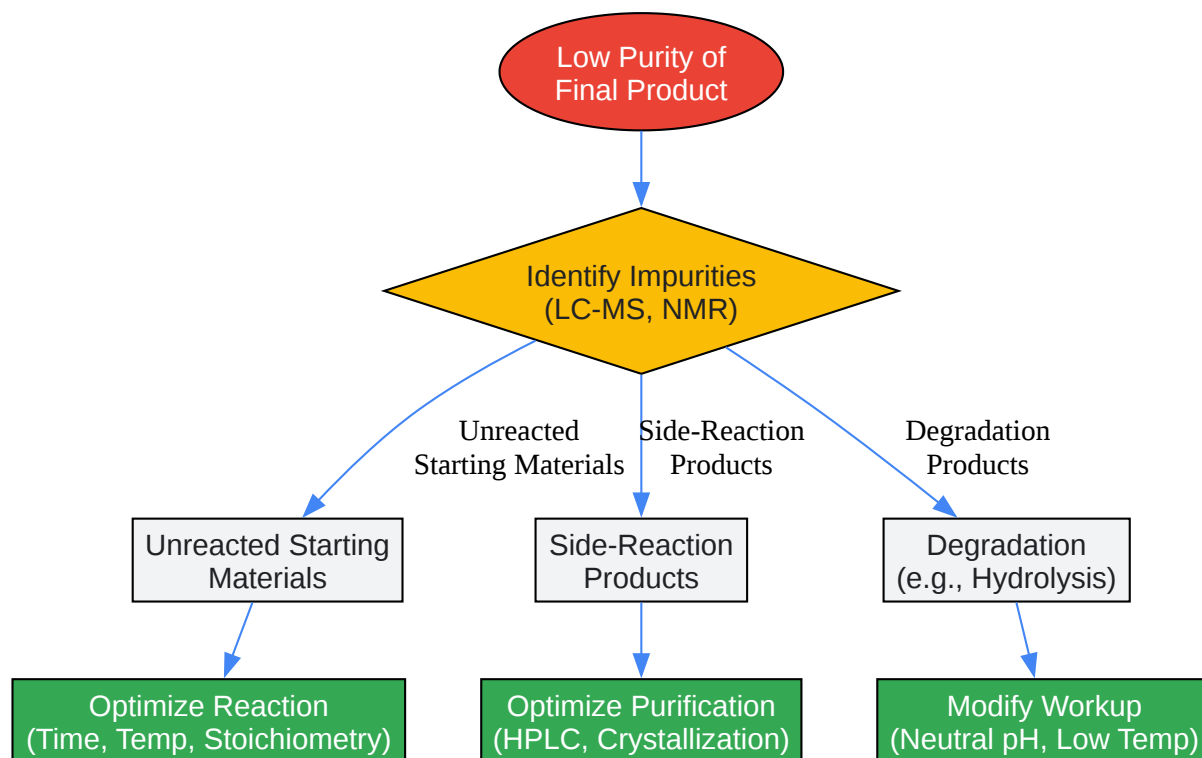 Low Purity of
Final Product
Identify Impurities
(LC-MS, NMR)
Unreacted
Starting Materials
Side-Reaction
Products
Degradation
Products
Unreacted Starting
Materials
Side-Reaction
Products
Degradation
(e.g., Hydrolysis)
Optimize Reaction
(Time, Temp, Stoichiometry)
Optimize Purification
(HPLC, Crystallization)
Modify Workup
(Neutral pH, Low Temp)